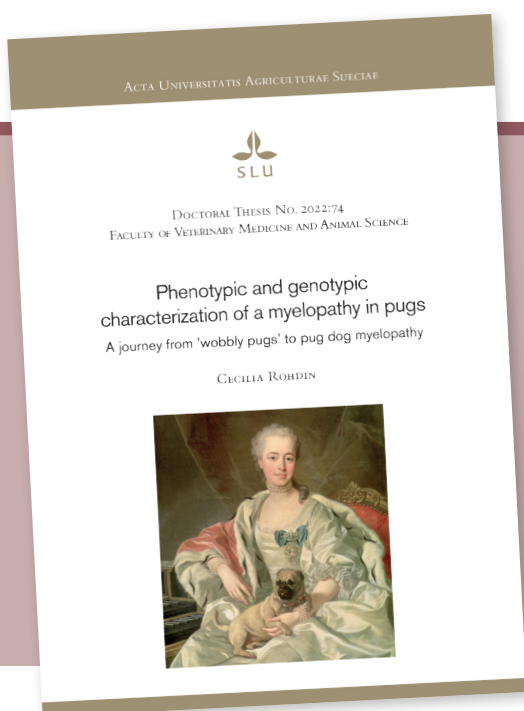 Acta Universitatis Agriculturae Sueciae
SLU
Doctoral Thesis No. 2022:74
Faculty of Veterinary Medicine and Animal Science
Phenotypic and genotypic
characterization of a myelopathy in pugs
A journey from 'wobbly pugs' to pug dog myelopathy
Cecilia Rohdin